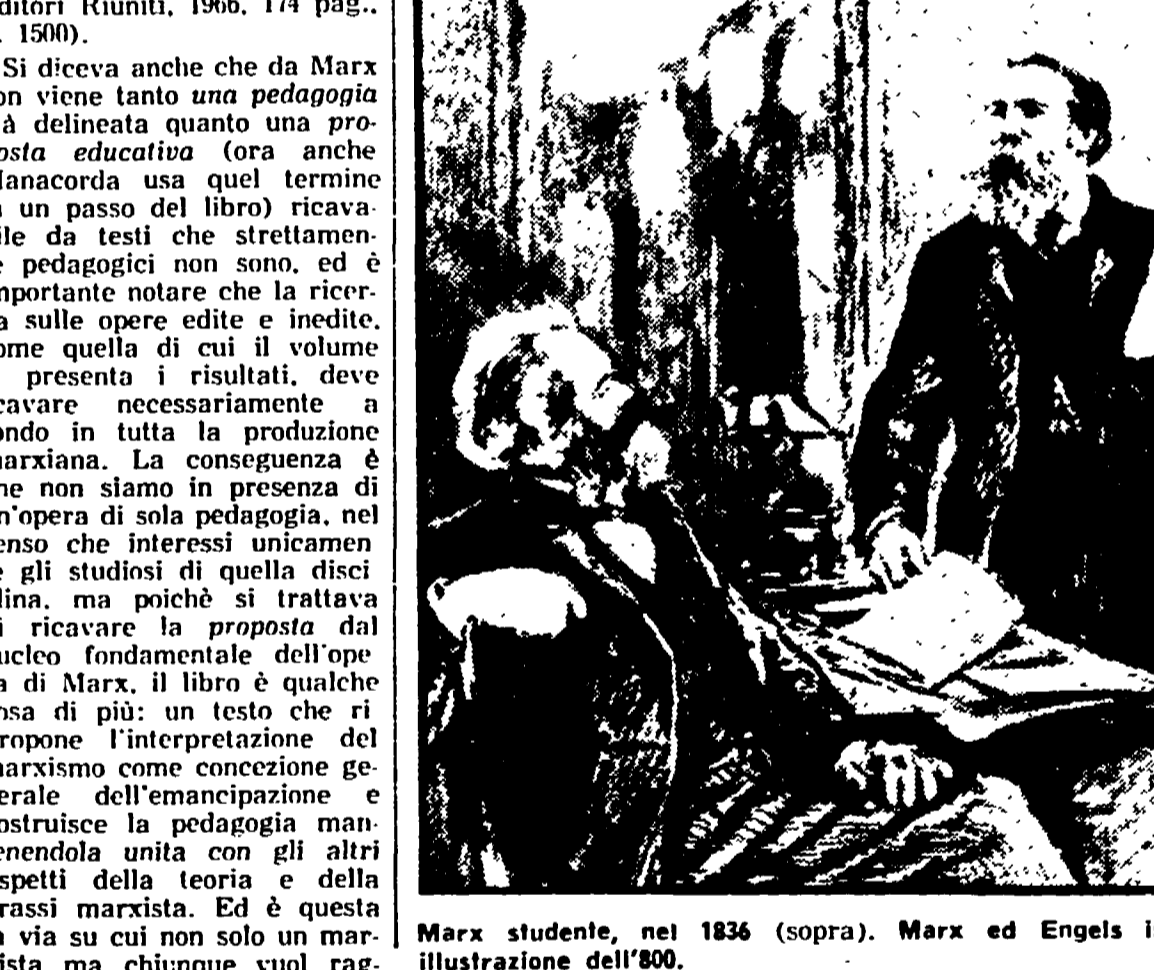 ditori Riuniti, 1966, 174 pag.,
. 1500).
Si diceva anche che da Marx
on viene tanto una pedagogia
à delineata quanto una pro-
osta educativa (ora anche
anacorda usa quel termine
un passo del libro) ricava-
ile da testi che strettamen-
e pedagogici non sono, ed è
mportante notare che la ricer-
a sulle opere edite e inedite,
ome quella di cui il volume
presenta i risultati, deve
cavare necessariamente a
ondo in tutta la produzione
marxiana. La conseguenza è
he non siamo in presenza di
n'opera di sola pedagogia, nel
enso che interessi unicamen
e gli studiosi di quella disci
lina, ma poichè si trattava
i ricavare la proposta dal
ucleo fondamentale dell'ope
a di Marx, il libro è qualche
osa di più: un testo che ri
ropone l'interpretazione del
marxismo come concezione ge-
erale dell'emancipazione e
ostruisce la pedagogia man-
enendola unita con gli altri
spetti della teoria e della
rassi marxista. Ed è questa
a via su cui non solo un mar-
ista ma chiunque vuol rag-
Marx studente, nel 1836 (sopra). Marx ed Engels i
illustrazione dell'800.